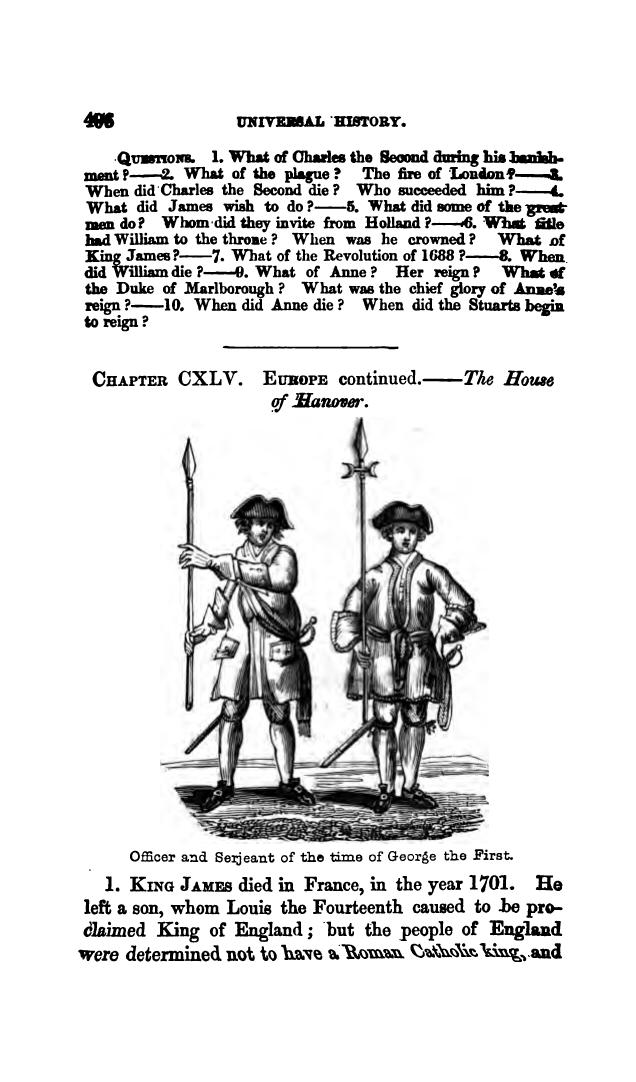 496 UNIVERSAL HISTORY.
QUESTIONS. 1. What of Charles the Second during his banish-
ment?——2. What of the plague? The fire of London?——3.
When did Charles the Second die? Who succeeded him?——4.
What did James wish to do?——5. What did some of the great
men do? Whom did they invite from Holland?——6. What title
had William to the throne? When was he crowned? What of
King James?——7. What of the Revolution of 1688?——8. When
did William die?——9. What of Anne? Her reign? What of
the Duke of Marlborough? What was the chief glory of Anne's
reign?——10. When did Anne die? When did the Stuarts begin
to reign?
CHAPTER CXLV. EUROPE continued.——The House
of Hanover.
Officer and Serjeant of the time of George the First.
1. KING JAMES died in France, in the year 1701. He
left a son, whom Louis the Fourteenth caused to be pro-
claimed King of England; but the people of England
were determined not to have a Roman Catholic king, and